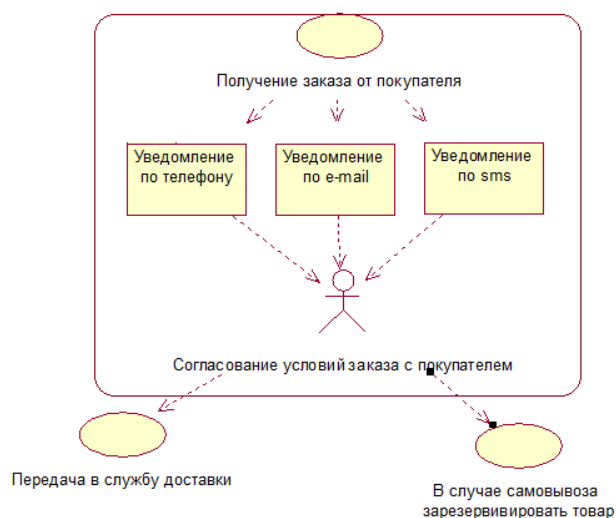 Получение заказа от покупателя
Уведомление
по телефону
Уведомление
по e-mail
Уведомление
по sms
Согласование условий заказа с покупателем
Передача в службу доставки
В случае самовывоза
зарезервивировать товар